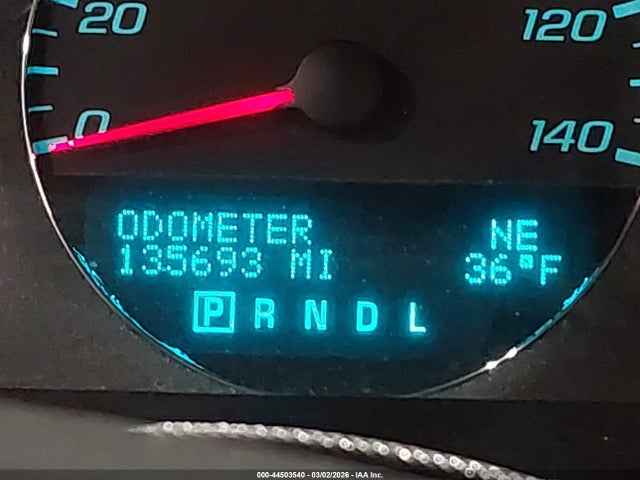 20
120
0
140
ODOMETER
135693 MI
NE
36°F
P R N D L
000-44503540 - 03/02/2026 - IAA Inc.